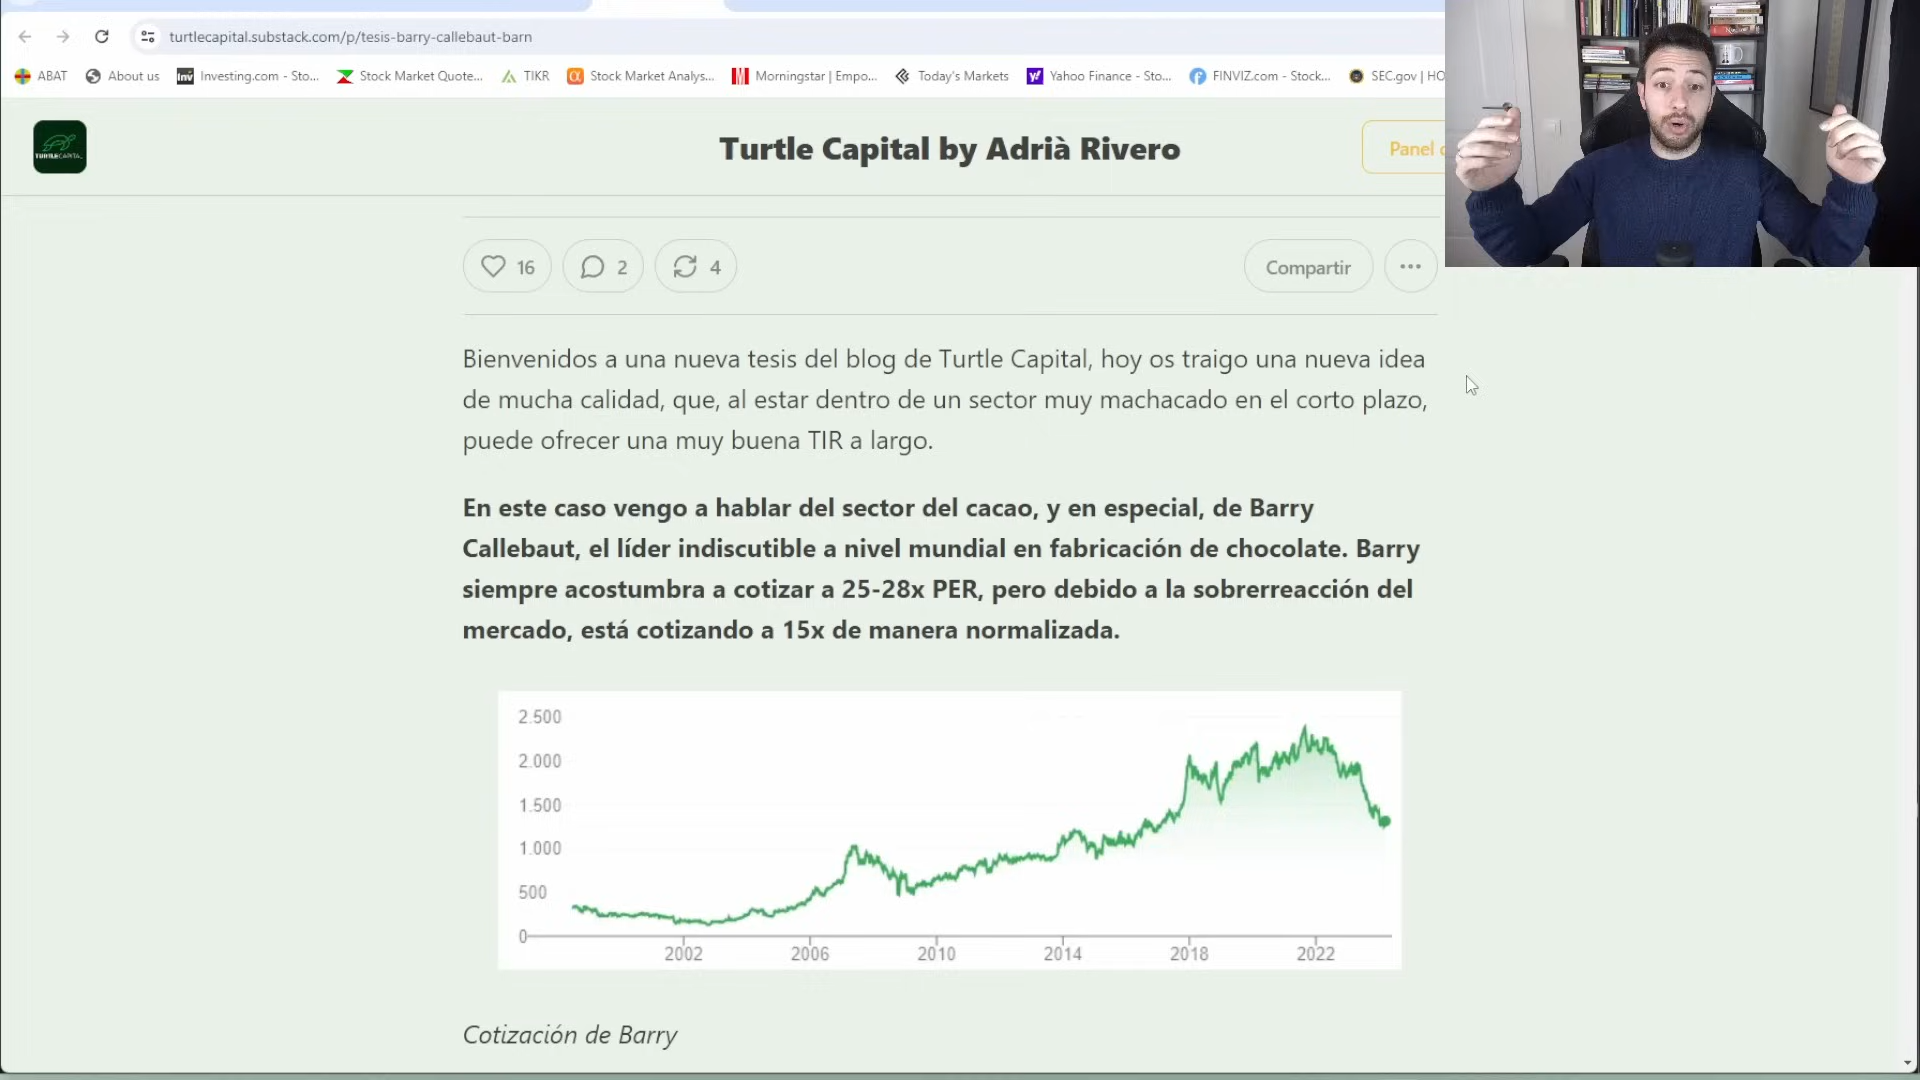 turtlecapital.substack.com/p/tesis-barry-callebaut-barn
ABAT
About us
Investing.com - Sto...
Stock Market Quote...
TIKR
Stock Market Analys...
Morningstar | Empo...
Today's Markets
Yahoo Finance - Sto...
FINVIZ.com - Stock...
SEC.gov | HO
TURTLECAPITAL
Turtle Capital by Adrià Rivero
Panel
16
2
4
Compartir
Bienvenidos a una nueva tesis del blog de Turtle Capital, hoy os traigo una nueva idea
de mucha calidad, que, al estar dentro de un sector muy machacado en el corto plazo,
puede ofrecer una muy buena TIR a largo.
En este caso vengo a hablar del sector del cacao, y en especial, de Barry
Callebaut, el líder indiscutible a nivel mundial en fabricación de chocolate. Barry
siempre acostumbra a cotizar a 25-28x PER, pero debido a la sobrerreacción del
mercado, está cotizando a 15x de manera normalizada.
2.500
2.000
1.500
1.000
500
0
2002
2006
2010
2014
2018
2022
Cotización de Barry